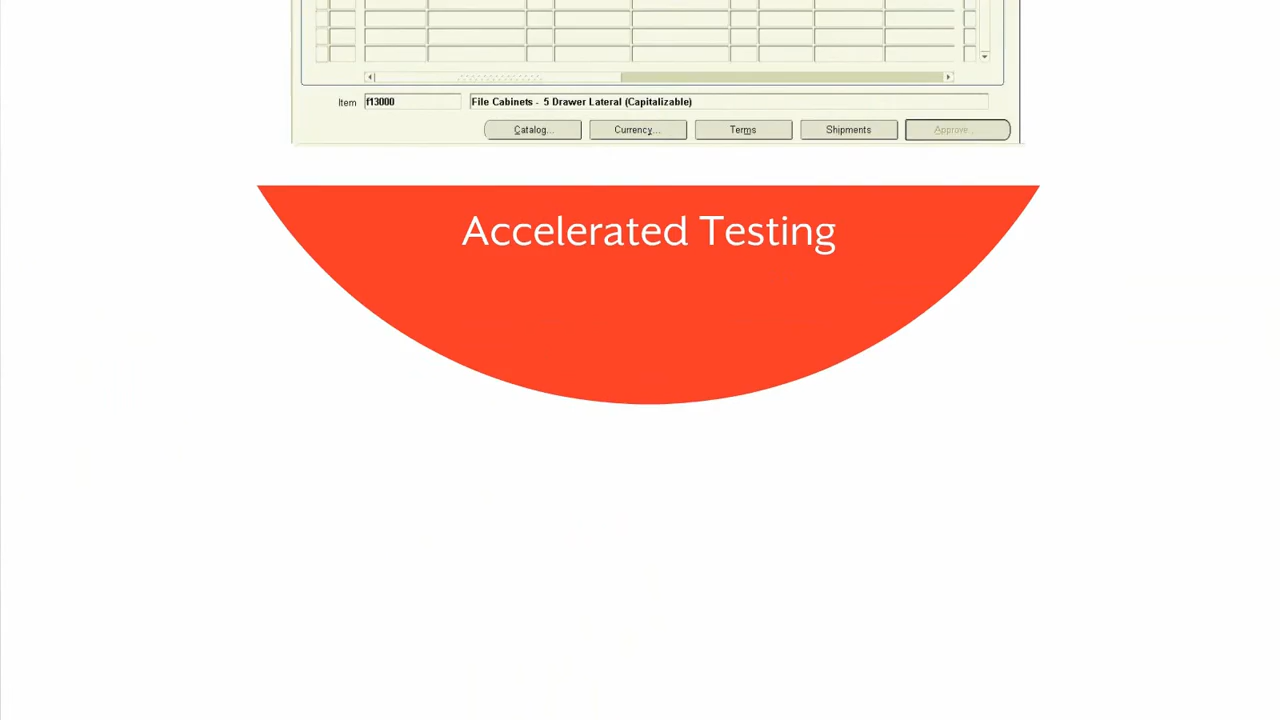 Item f13000 File Cabinets - 5 Drawer Lateral (Capitalizable)
Catalog... Currency... Terms Shipments Approve...
Accelerated Testing